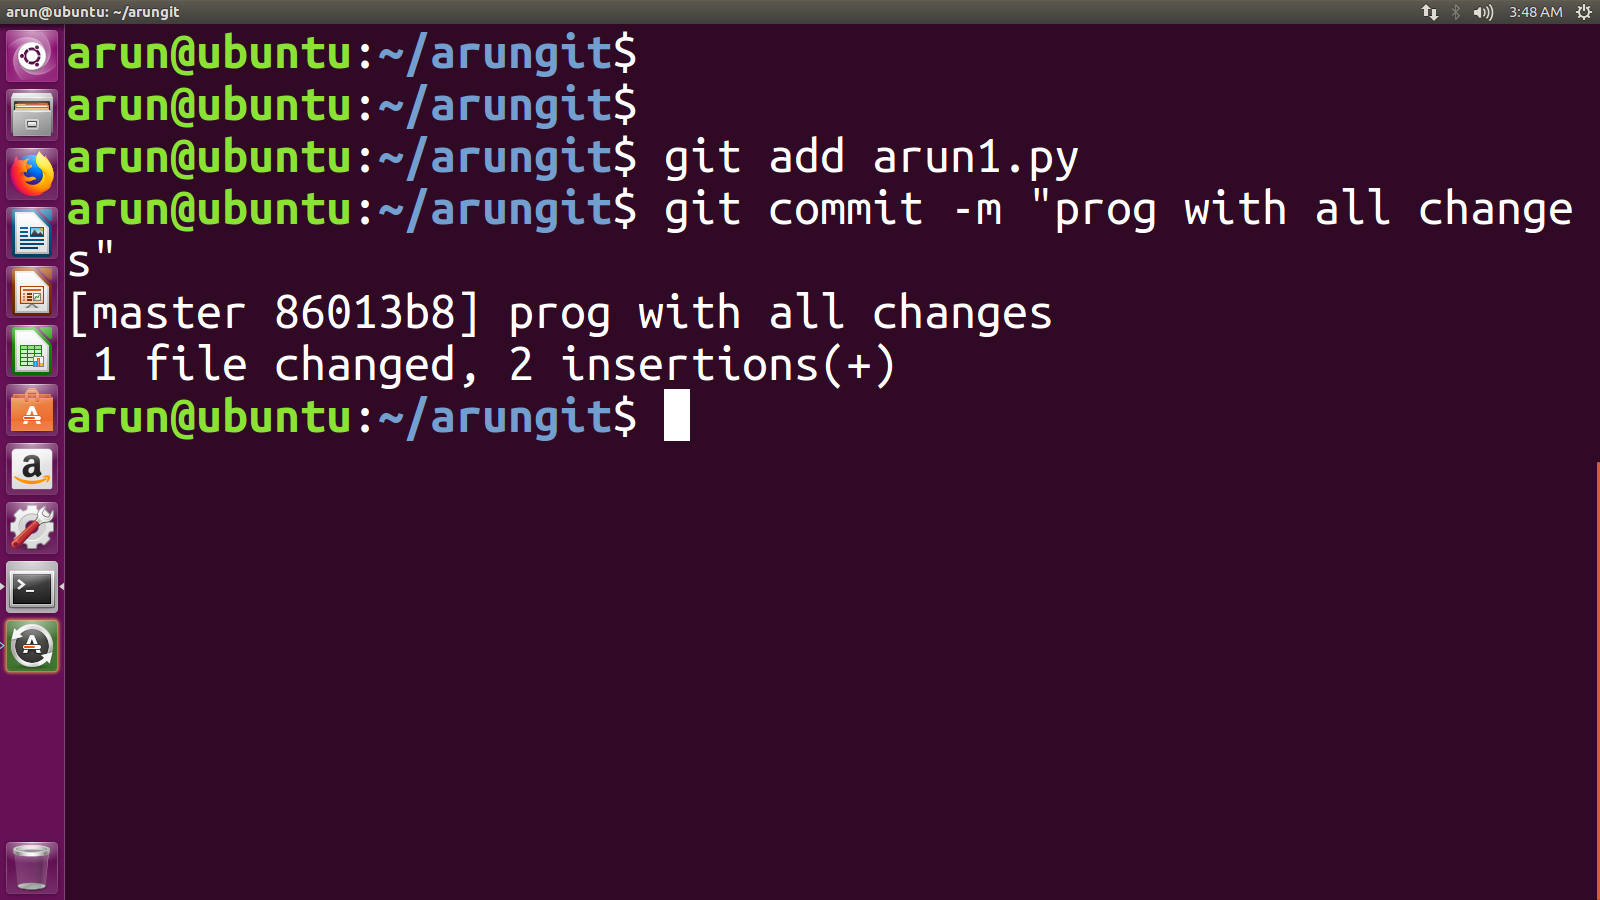 arun@ubuntu: ~/arungit
3:48 AM
arun@ubuntu:~/arungit$
arun@ubuntu:~/arungit$
arun@ubuntu:~/arungit$ git add arun1.py
arun@ubuntu:~/arungit$ git commit -m "prog with all change
s"
[master 86013b8] prog with all changes
 1 file changed, 2 insertions(+)
arun@ubuntu:~/arungit$